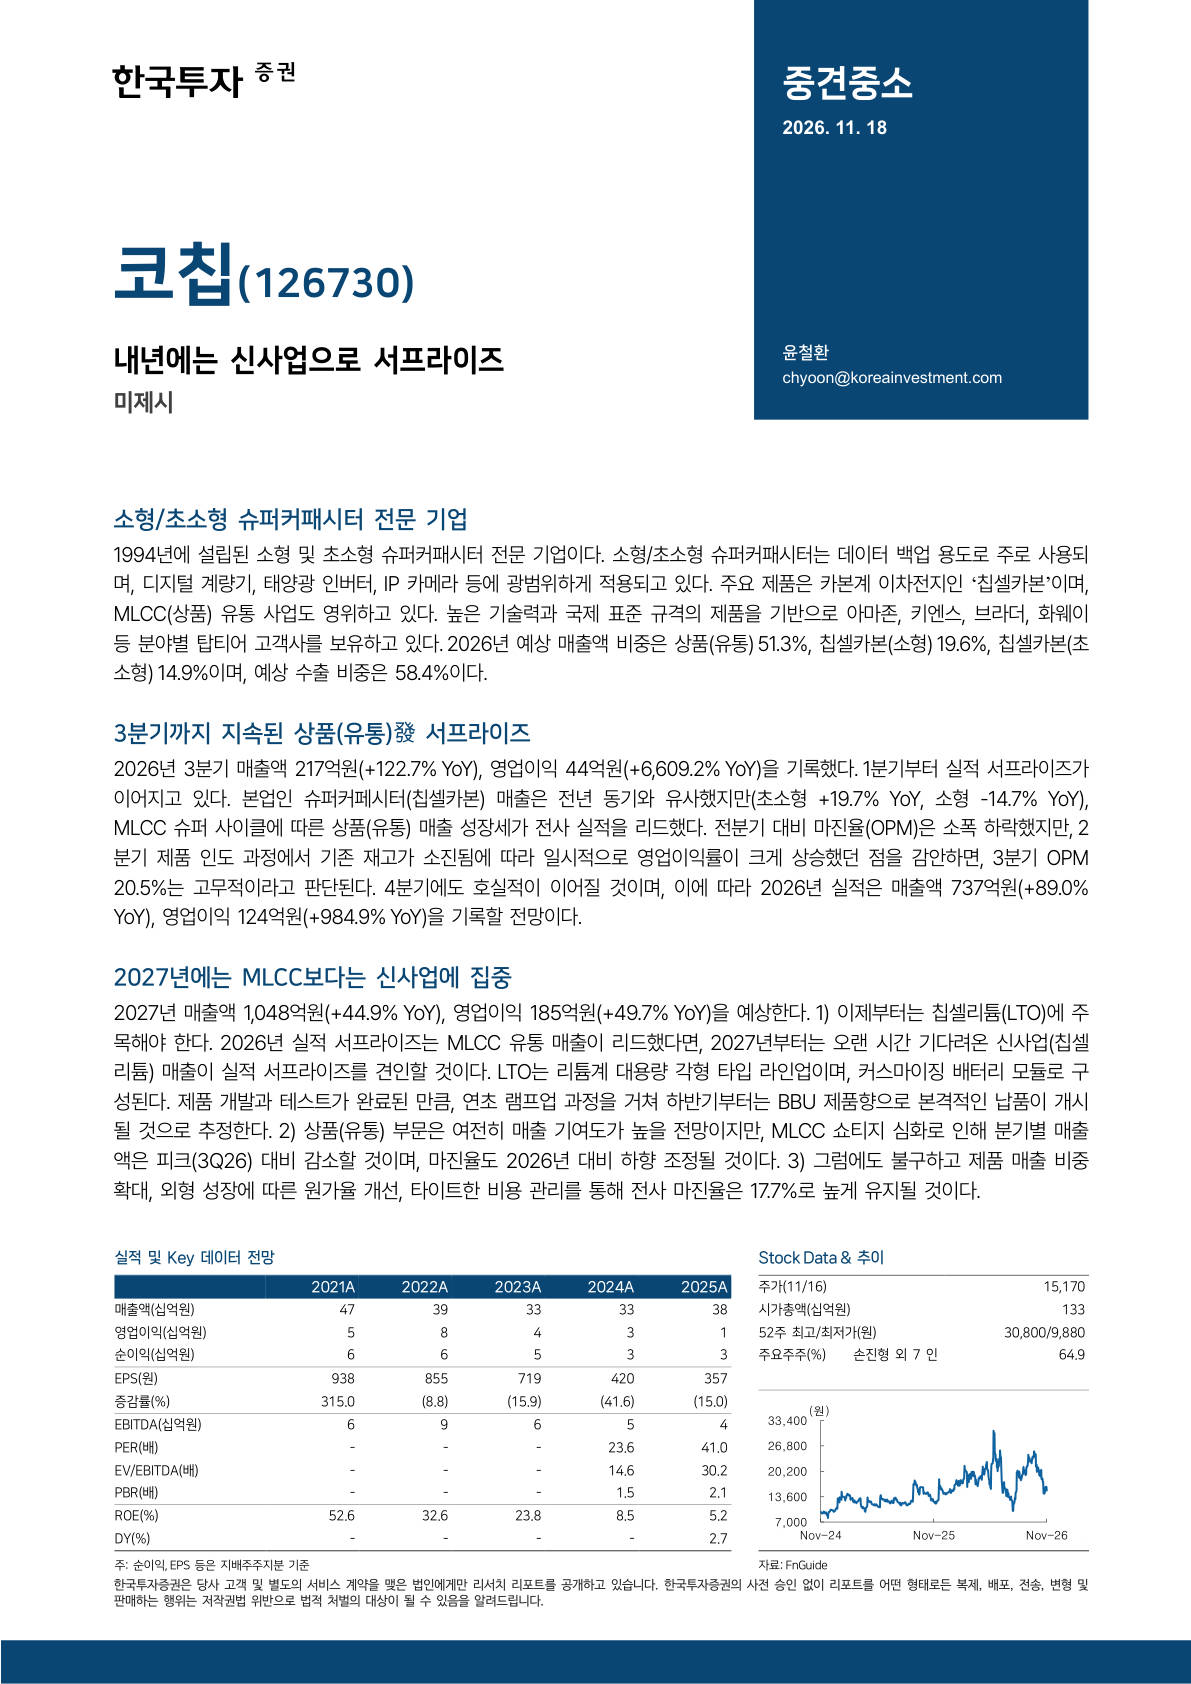 한국투자 증권
중견중소
2026. 11. 18
코칩(126730)
내년에는 신사업으로 서프라이즈
미제시
윤철환
chyoon@koreainvestment.com
소형/초소형 슈퍼커패시터 전문 기업
1994년에 설립된 소형 및 초소형 슈퍼커패시터 전문 기업이다. 소형/초소형 슈퍼커패시터는 데이터 백업 용도로 주로 사용되
며, 디지털 계량기, 태양광 인버터, IP 카메라 등에 광범위하게 적용되고 있다. 주요 제품은 카본계 이차전지인 ‘칩셀카본’이며,
MLCC(상품) 유통 사업도 영위하고 있다. 높은 기술력과 국제 표준 규격의 제품을 기반으로 아마존, 키엔스, 브라더, 화웨이
등 분야별 탑티어 고객사를 보유하고 있다. 2026년 예상 매출액 비중은 상품(유통) 51.3%, 칩셀카본(소형) 19.6%, 칩셀카본(초
소형) 14.9%이며, 예상 수출 비중은 58.4%이다.
3분기까지 지속된 상품(유통)發 서프라이즈
2026년 3분기 매출액 217억원(+122.7% YoY), 영업이익 44억원(+6,609.2% YoY)을 기록했다. 1분기부터 실적 서프라이즈가
이어지고 있다. 본업인 슈퍼커페시터(칩셀카본) 매출은 전년 동기와 유사했지만(초소형 +19.7% YoY, 소형 -14.7% YoY),
MLCC 슈퍼 사이클에 따른 상품(유통) 매출 성장세가 전사 실적을 리드했다. 전분기 대비 마진율(OPM)은 소폭 하락했지만, 2
분기 제품 인도 과정에서 기존 재고가 소진됨에 따라 일시적으로 영업이익률이 크게 상승했던 점을 감안하면, 3분기 OPM
20.5%는 고무적이라고 판단된다. 4분기에도 호실적이 이어질 것이며, 이에 따라 2026년 실적은 매출액 737억원(+89.0%
YoY), 영업이익 124억원(+984.9% YoY)을 기록할 전망이다.
2027년에는 MLCC보다는 신사업에 집중
2027년 매출액 1,048억원(+44.9% YoY), 영업이익 185억원(+49.7% YoY)을 예상한다. 1) 이제부터는 칩셀리튬(LTO)에 주
목해야 한다. 2026년 실적 서프라이즈는 MLCC 유통 매출이 리드했다면, 2027년부터는 오랜 시간 기다려온 신사업(칩셀
리튬) 매출이 실적 서프라이즈를 견인할 것이다. LTO는 리튬계 대용량 각형 타입 라인업이며, 커스마이징 배터리 모듈로 구
성된다. 제품 개발과 테스트가 완료된 만큼, 연초 램프업 과정을 거쳐 하반기부터는 BBU 제품향으로 본격적인 납품이 개시
될 것으로 추정한다. 2) 상품(유통) 부문은 여전히 매출 기여도가 높을 전망이지만, MLCC 쇼티지 심화로 인해 분기별 매출
액은 피크(3Q26) 대비 감소할 것이며, 마진율도 2026년 대비 하향 조정될 것이다. 3) 그럼에도 불구하고 제품 매출 비중
확대, 외형 성장에 따른 원가율 개선, 타이트한 비용 관리를 통해 전사 마진율은 17.7%로 높게 유지될 것이다.
실적 및 Key 데이터 전망
2021A 2022A 2023A 2024A 2025A
매출액(십억원) 47 39 33 33 38
영업이익(십억원) 5 8 4 3 1
순이익(십억원) 6 6 5 3 3
EPS(원) 938 855 719 420 357
증감률(%) 315.0 (8.8) (15.9) (41.6) (15.0)
EBITDA(십억원) 6 9 6 5 4
PER(배) - - - 23.6 41.0
EV/EBITDA(배) - - - 14.6 30.2
PBR(배) - - - 1.5 2.1
ROE(%) 52.6 32.6 23.8 8.5 5.2
DY(%) - - - - 2.7
주: 순이익, EPS 등은 지배주주지분 기준
Stock Data & 추이
주가(11/16) 15,170
시가총액(십억원) 133
52주 최고/최저가(원) 30,800/9,880
주요주주(%) 손진형 외 7 인 64.9
(원)
33,400
26,800
20,200
13,600
7,000
Nov-24 Nov-25 Nov-26
자료: FnGuide
한국투자증권은 당사 고객 및 별도의 서비스 계약을 맺은 법인에게만 리서치 리포트를 공개하고 있습니다. 한국투자증권의 사전 승인 없이 리포트를 어떤 형태로든 복제, 배포, 전송, 변형 및
판매하는 행위는 저작권법 위반으로 법적 처벌의 대상이 될 수 있음을 알려드립니다.